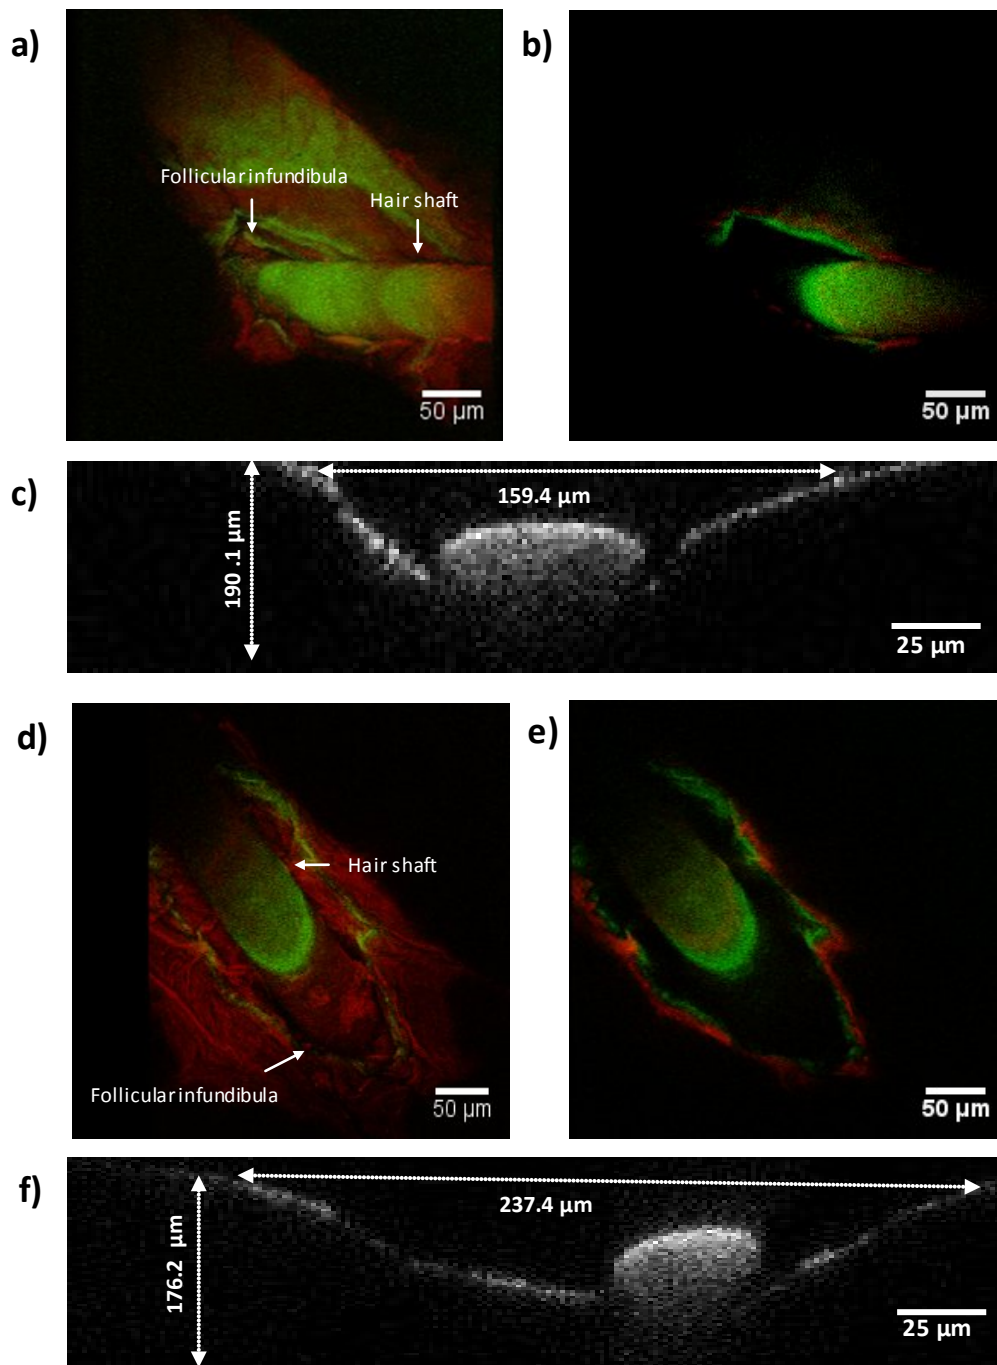 a)
Follicular infundibula
Hair shaft
50 µm
b)
50 µm
c)
159.4 µm
190 .1 µm
25 µm
d)
Hair shaft
Follicular infundibula
50 µm
e)
50 µm
f)
237.4 µm
176.2 µm
25 µm